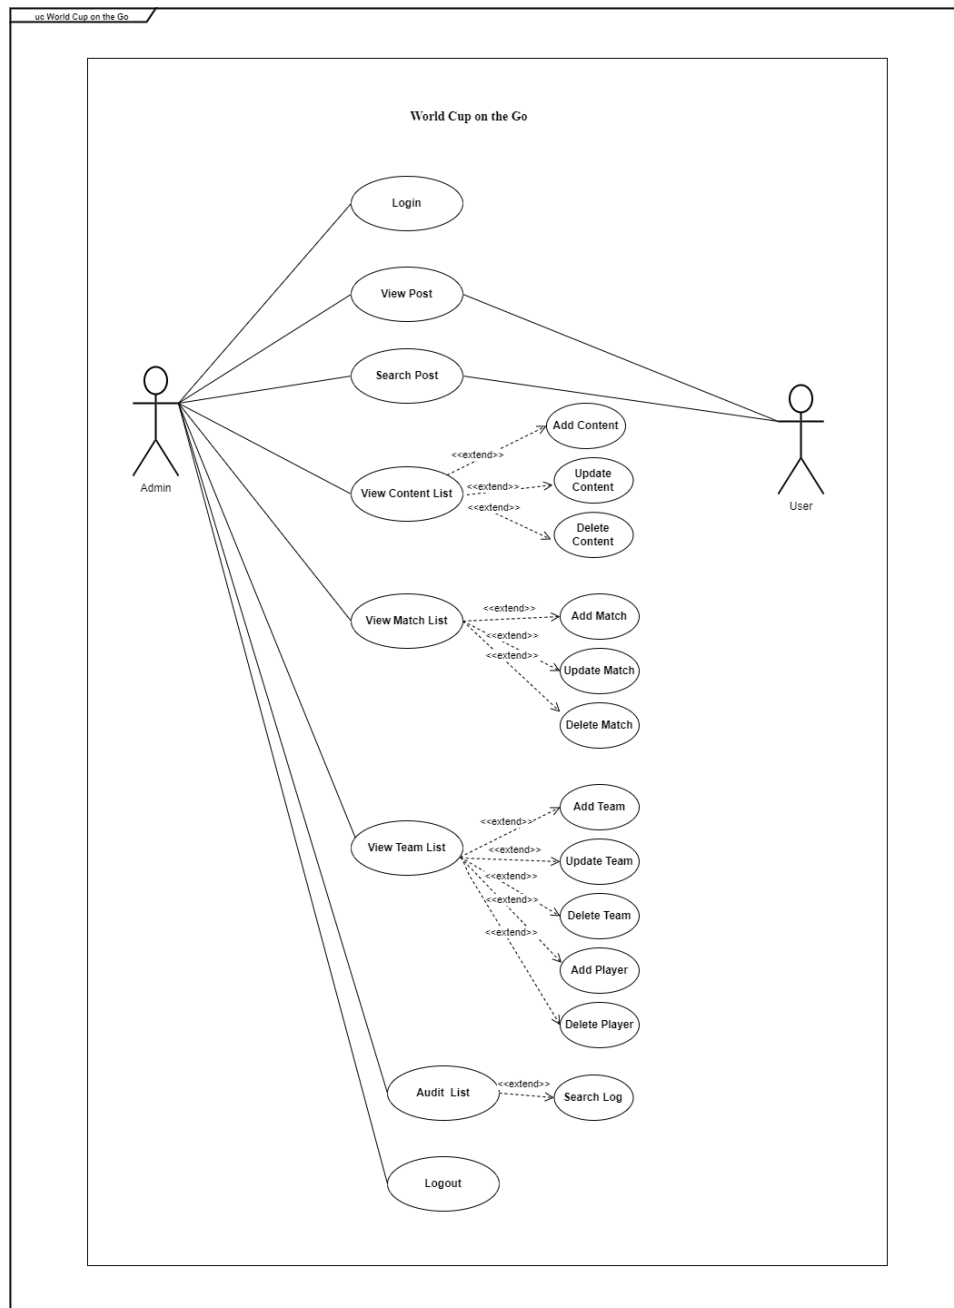 uc World Cup on the Go
World Cup on the Go
Login
View Post
Search Post
Admin
User
View Content List
<<extend>>
Add Content
<<extend>>
Update
Content
<<extend>>
Delete
Content
View Match List
<<extend>>
Add Match
<<extend>>
Update Match
<<extend>>
Delete Match
View Team List
<<extend>>
Add Team
<<extend>>
Update Team
<<extend>>
Delete Team
<<extend>>
Add Player
<<extend>>
Delete Player
Audit List
<<extend>>
Search Log
Logout